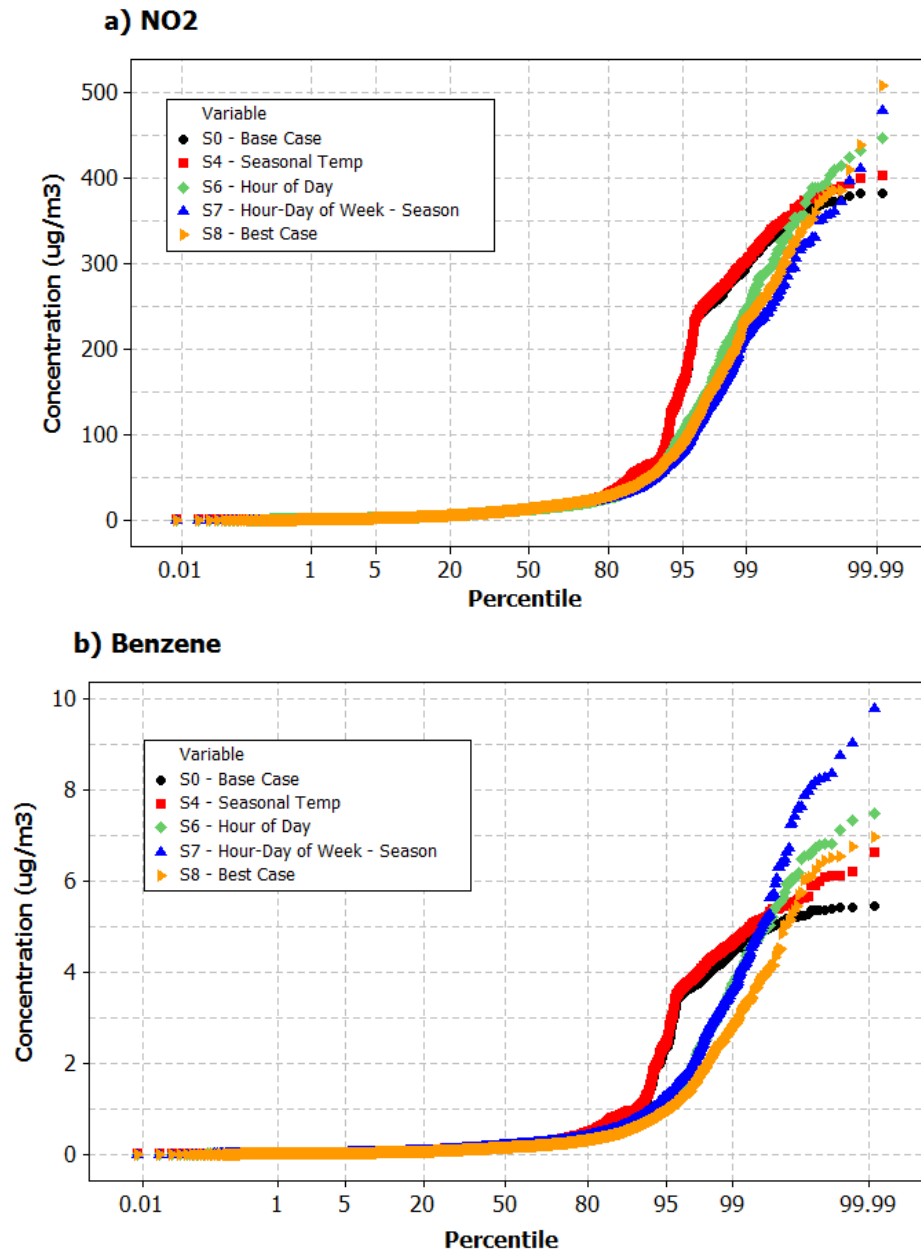 a) NO2
500
400
300
200
100
0
Concentration (ug/m3)
Variable
S0 - Base Case
S4 - Seasonal Temp
S6 - Hour of Day
S7 - Hour-Day of Week - Season
S8 - Best Case
0.01 1 5 20 50 80 95 99 99.99
Percentile
b) Benzene
10
8
6
4
2
0
Concentration (ug/m3)
Variable
S0 - Base Case
S4 - Seasonal Temp
S6 - Hour of Day
S7 - Hour-Day of Week - Season
S8 - Best Case
0.01 1 5 20 50 80 95 99 99.99
Percentile